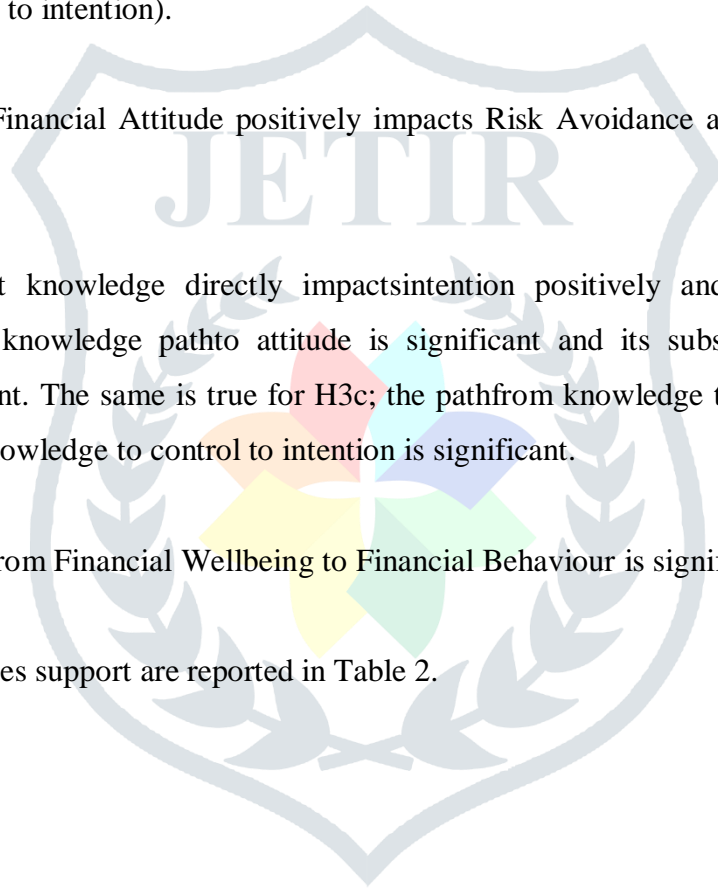 to intention).
Financial Attitude positively impacts Risk Avoidance a
JETIR
t knowledge directly impactsintention positively and
knowledge pathto attitude is significant and its subs
nt. The same is true for H3c; the pathfrom knowledge t
owledge to control to intention is significant.
rom Financial Wellbeing to Financial Behaviour is signif
es support are reported in Table 2.